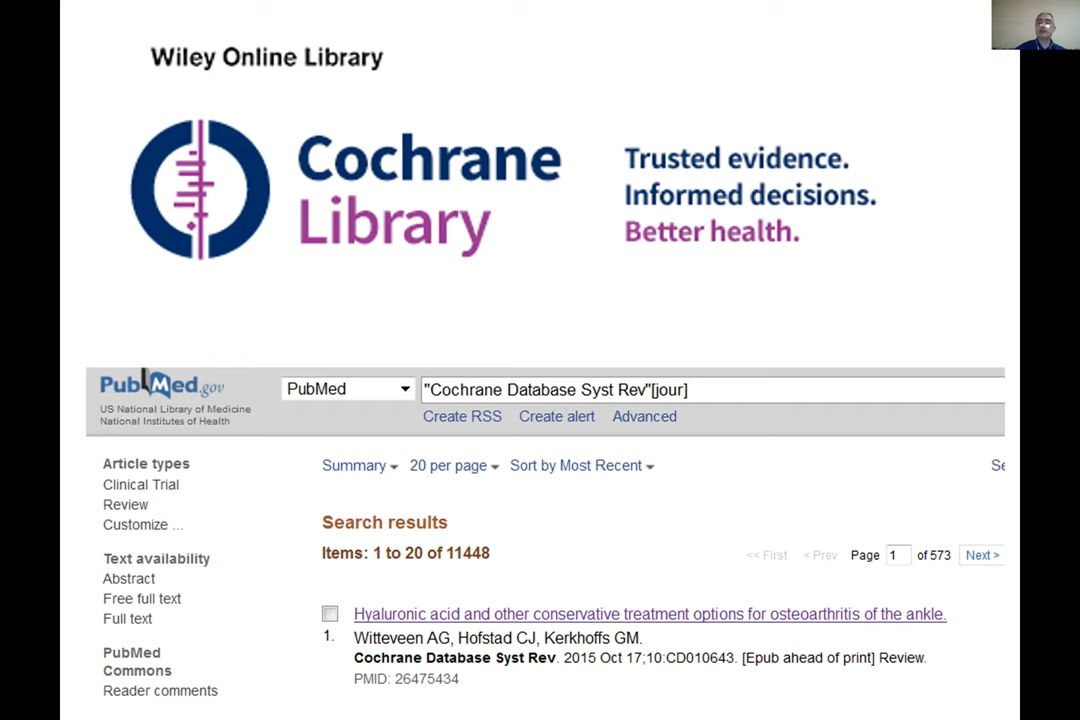 Wiley Online Library
Cochrane
Library
Trusted evidence.
Informed decisions.
Better health.
PubMed.gov
US National Library of Medicine
National Institutes of Health
PubMed
"Cochrane Database Syst Rev"[jour]
Create RSS Create alert Advanced
Article types
Clinical Trial
Review
Customize ...
Text availability
Abstract
Free full text
Full text
PubMed
Commons
Reader comments
Summary 20 per page Sort by Most Recent
Se
Search results
Items: 1 to 20 of 11448
<< First < Prev Page 1 of 573 Next >
Hyaluronic acid and other conservative treatment options for osteoarthritis of the ankle.
1. Witteveen AG, Hofstad CJ, Kerkhoffs GM.
Cochrane Database Syst Rev. 2015 Oct 17;10:CD010643. [Epub ahead of print] Review.
PMID: 26475434